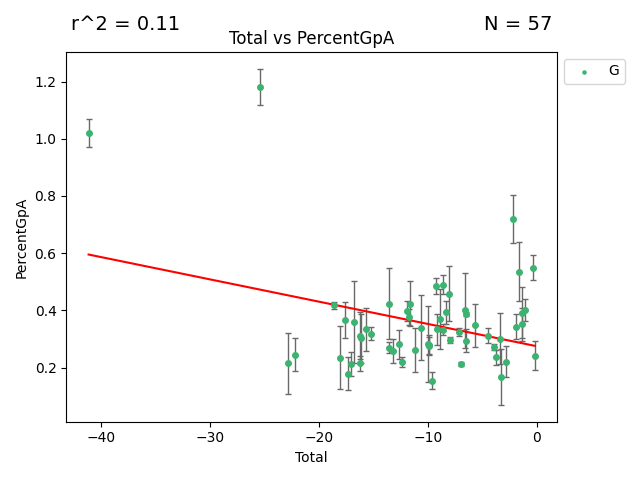 r^2 = 0.11
N = 57
Total vs PercentGpA
G
PercentGpA
1.2
1.0
0.8
0.6
0.4
0.2
−40
−30
−20
−10
0
Total